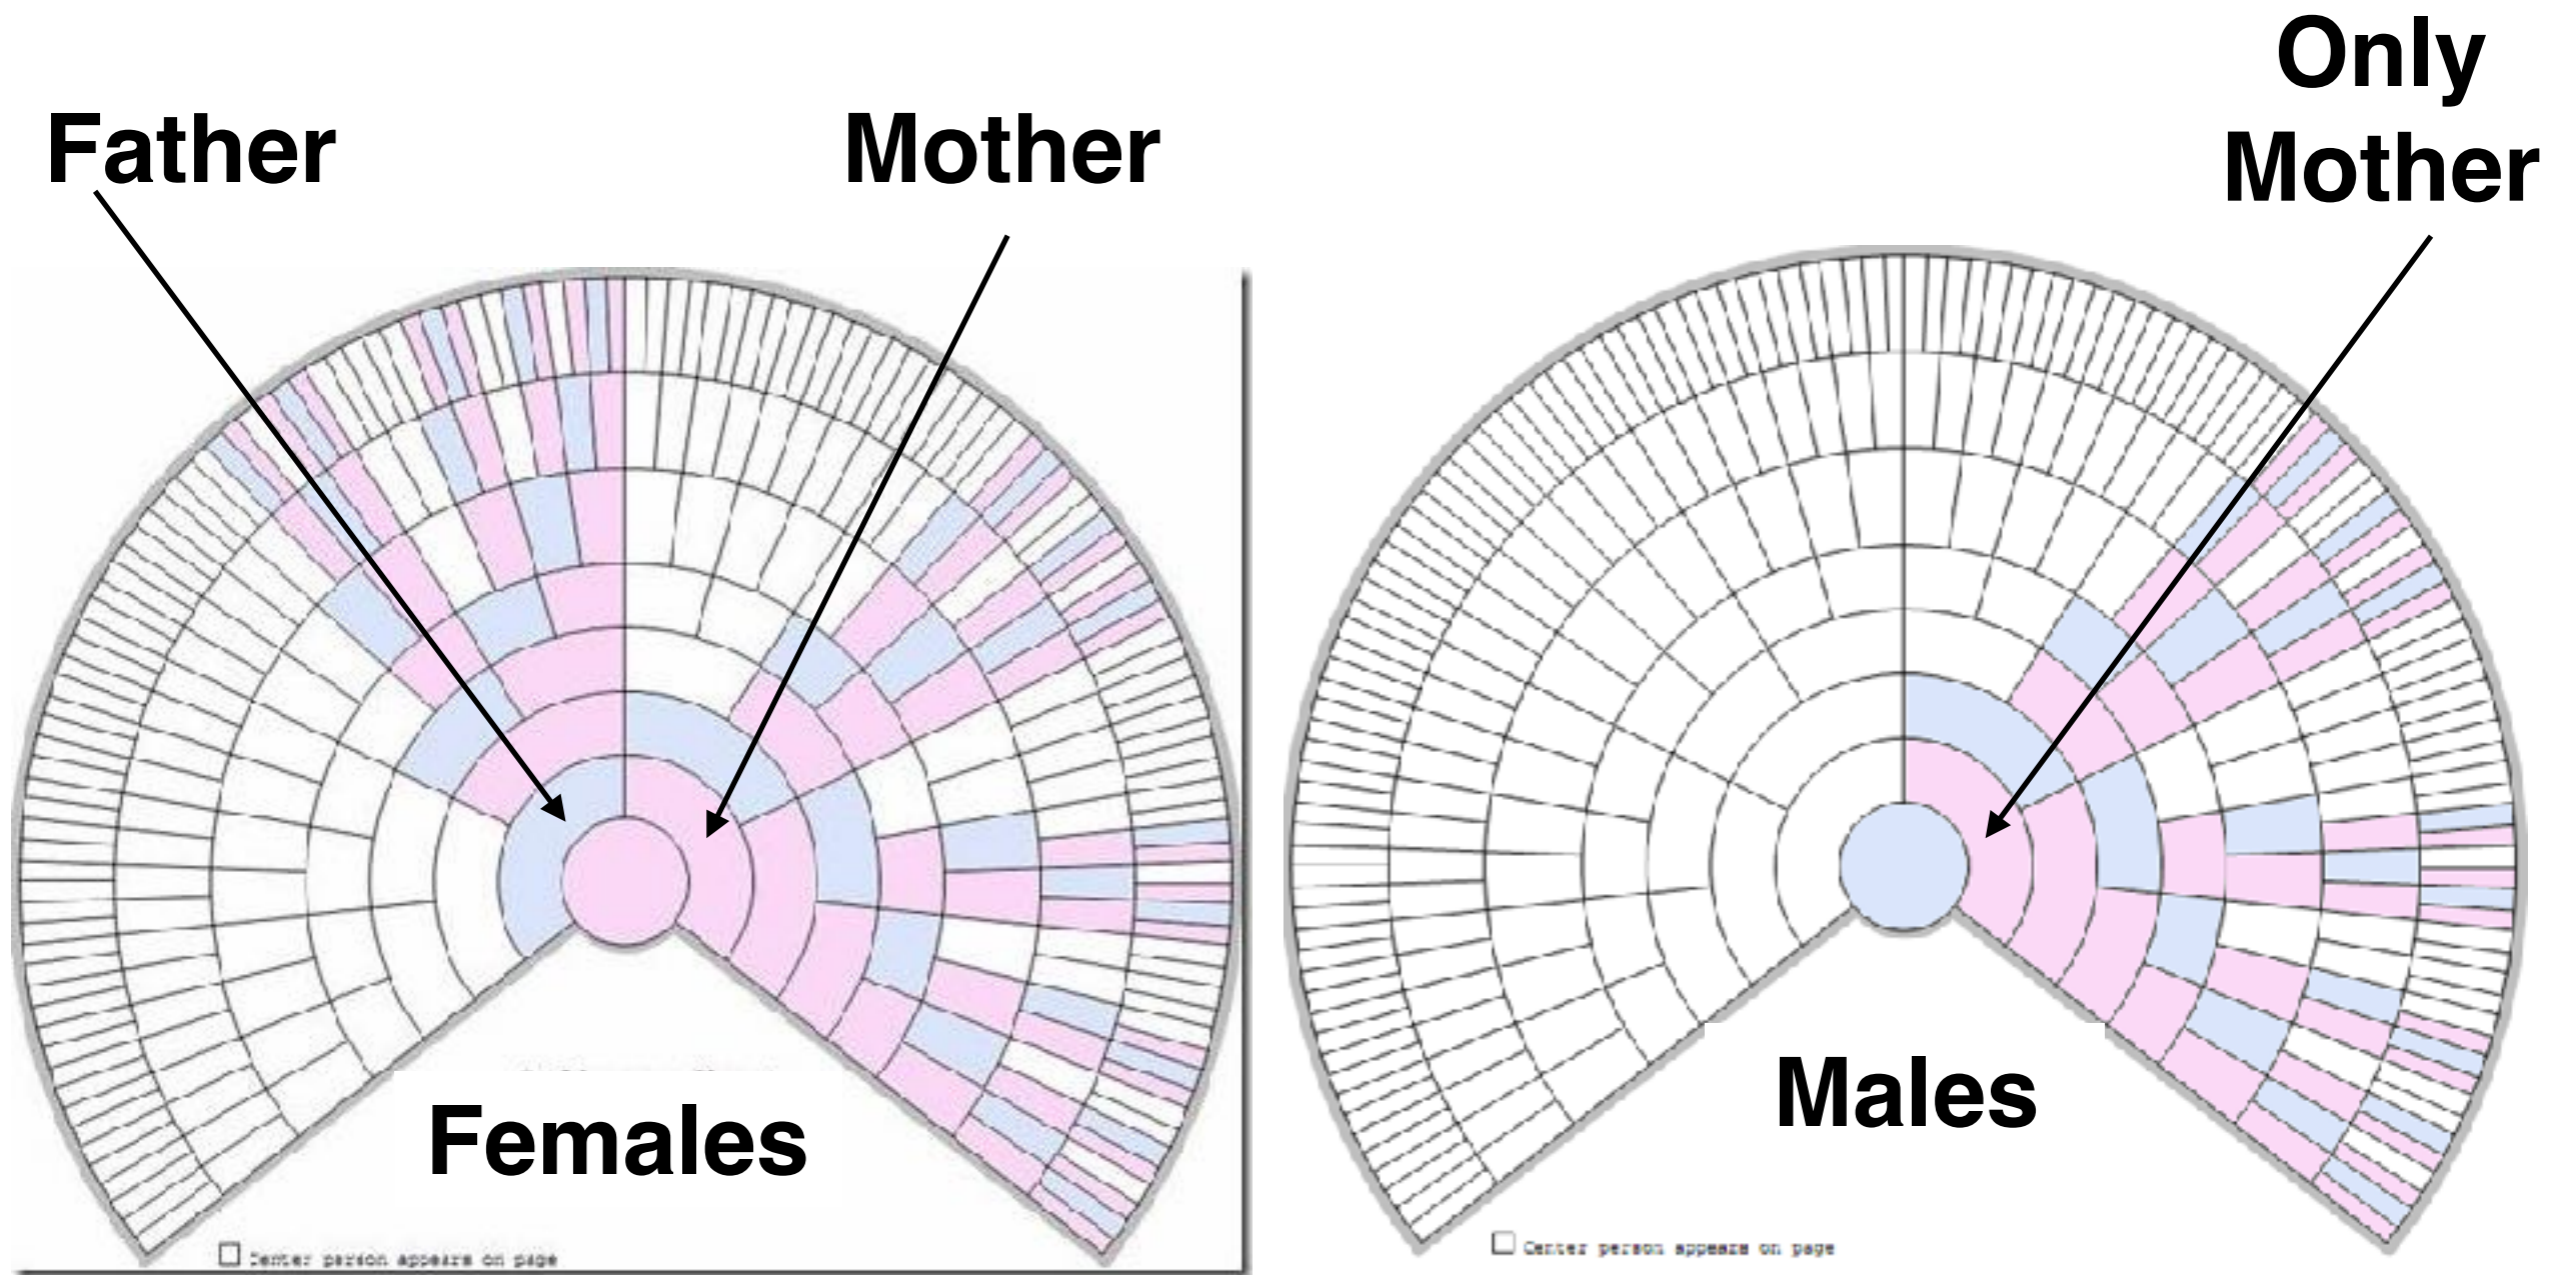 Father
Mother
Only
Mother
Females
Males
Center person appears on page
Center person appears on page